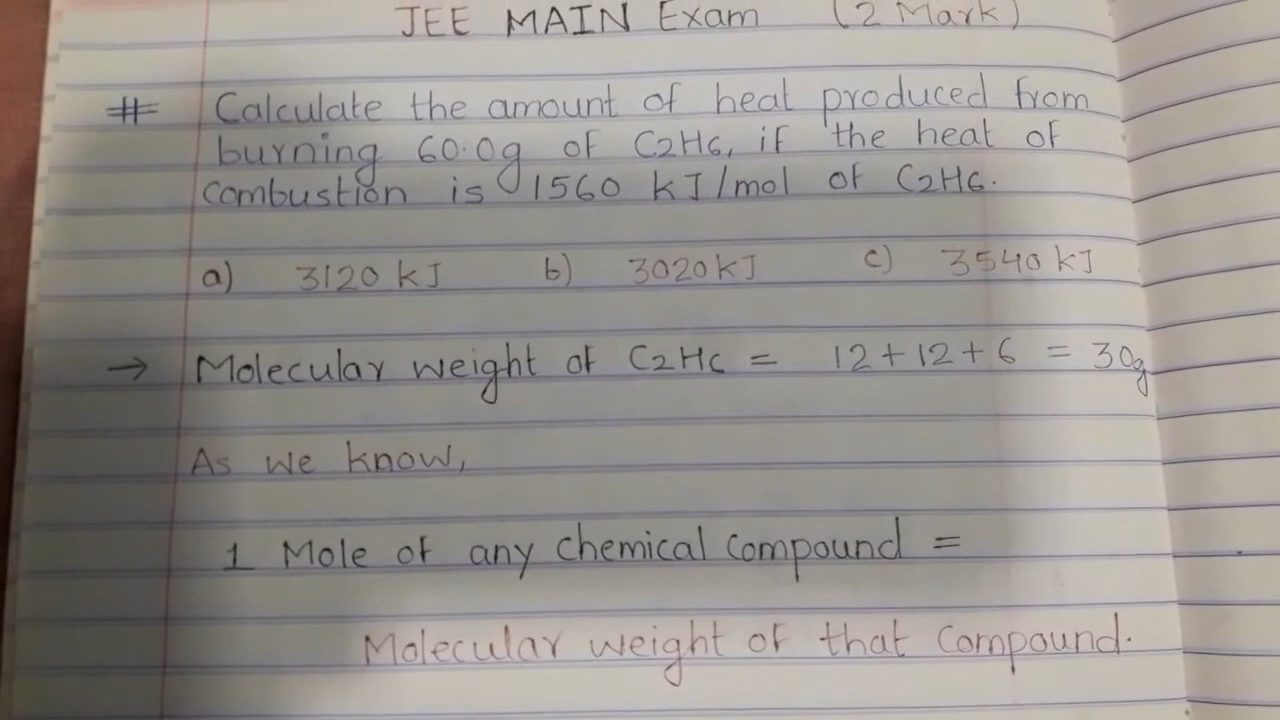 JEE MAIN Exam (2 Mark)
# Calculate the amount of heat produced from
burning 60.0g of C2H6, if the heat of
combustion is 1560 kJ/mol of C2H6.
a) 3120 kJ b) 3020 kJ c) 3540 kJ
→ Molecular weight of C2H6 = 12+12+6 = 30g
As we know,
1 Mole of any chemical compound =
Molecular weight of that compound.